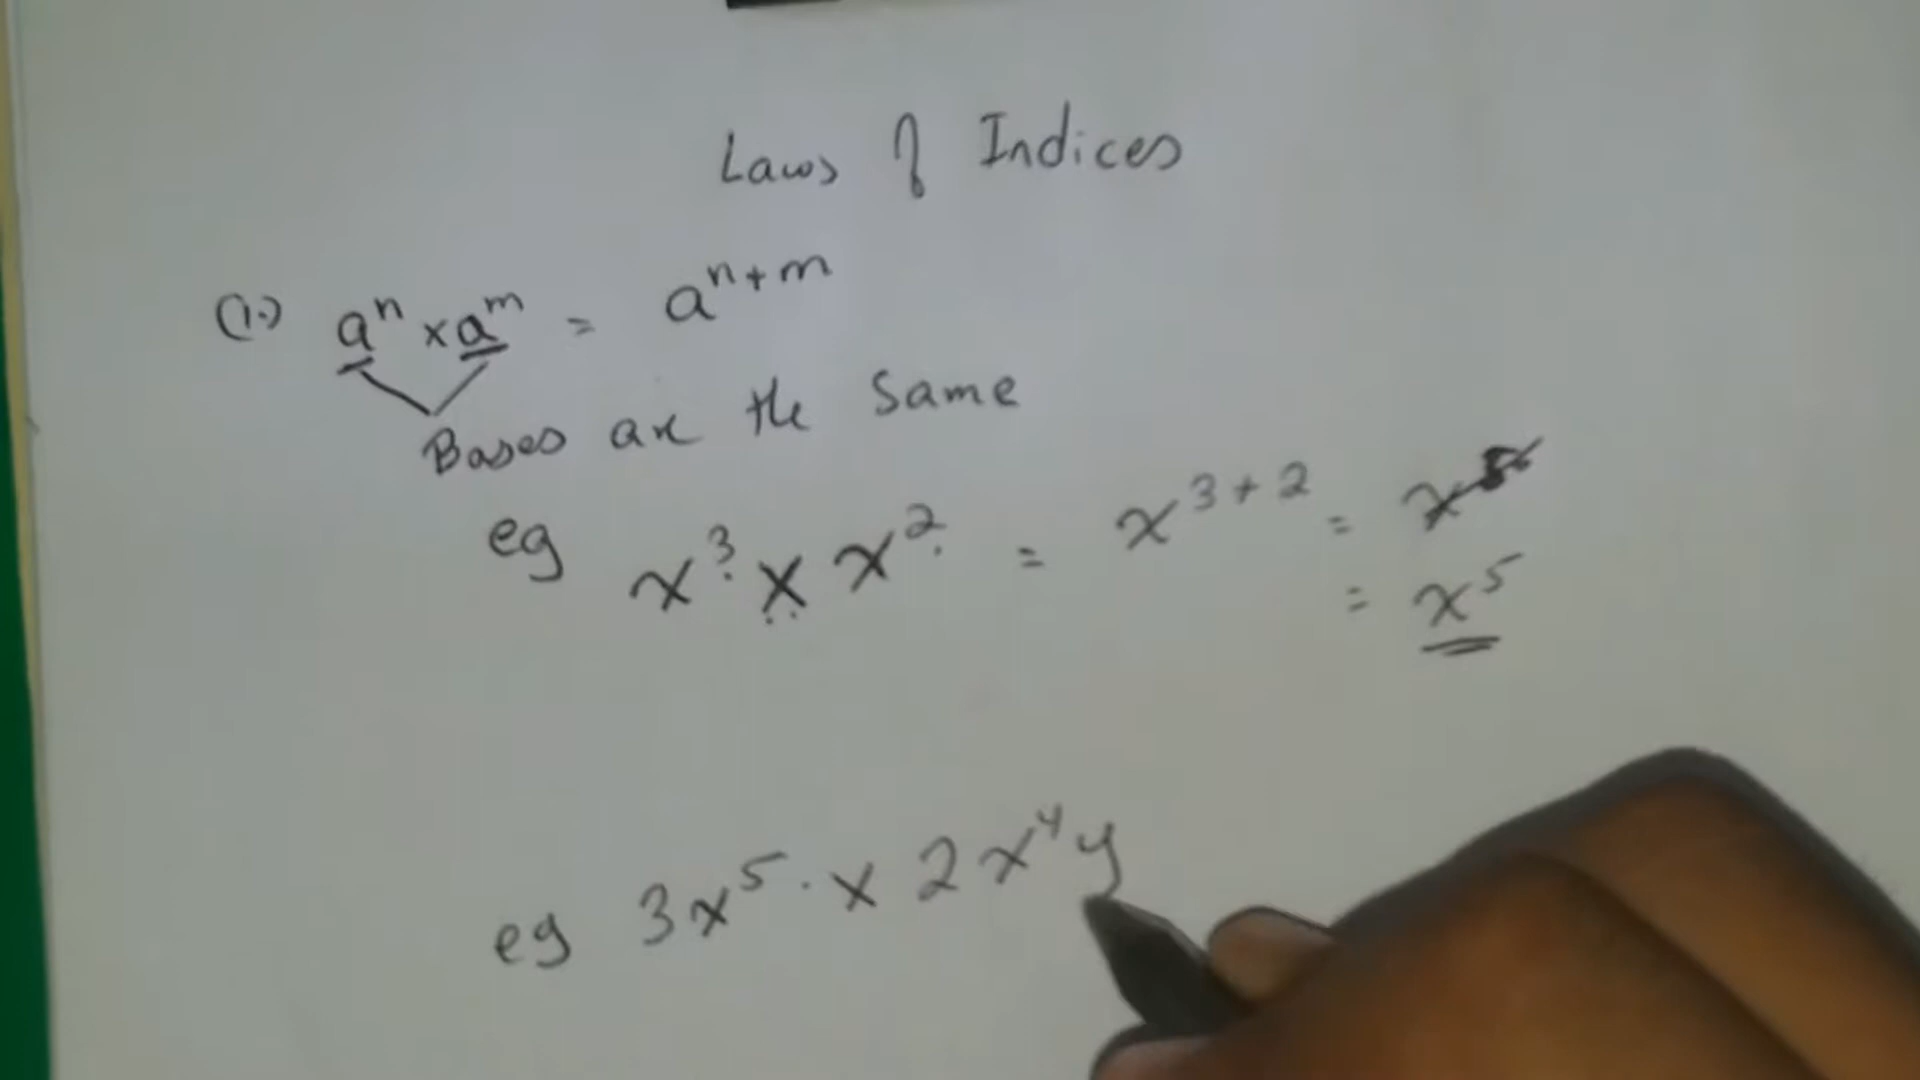 Laws of Indices
(1.) aⁿ × aᵐ = aⁿ⁺ᵐ
Bases are the same
eg x³ × x² = x³⁺² =
= x⁵
eg 3x⁵ · × 2x⁴y